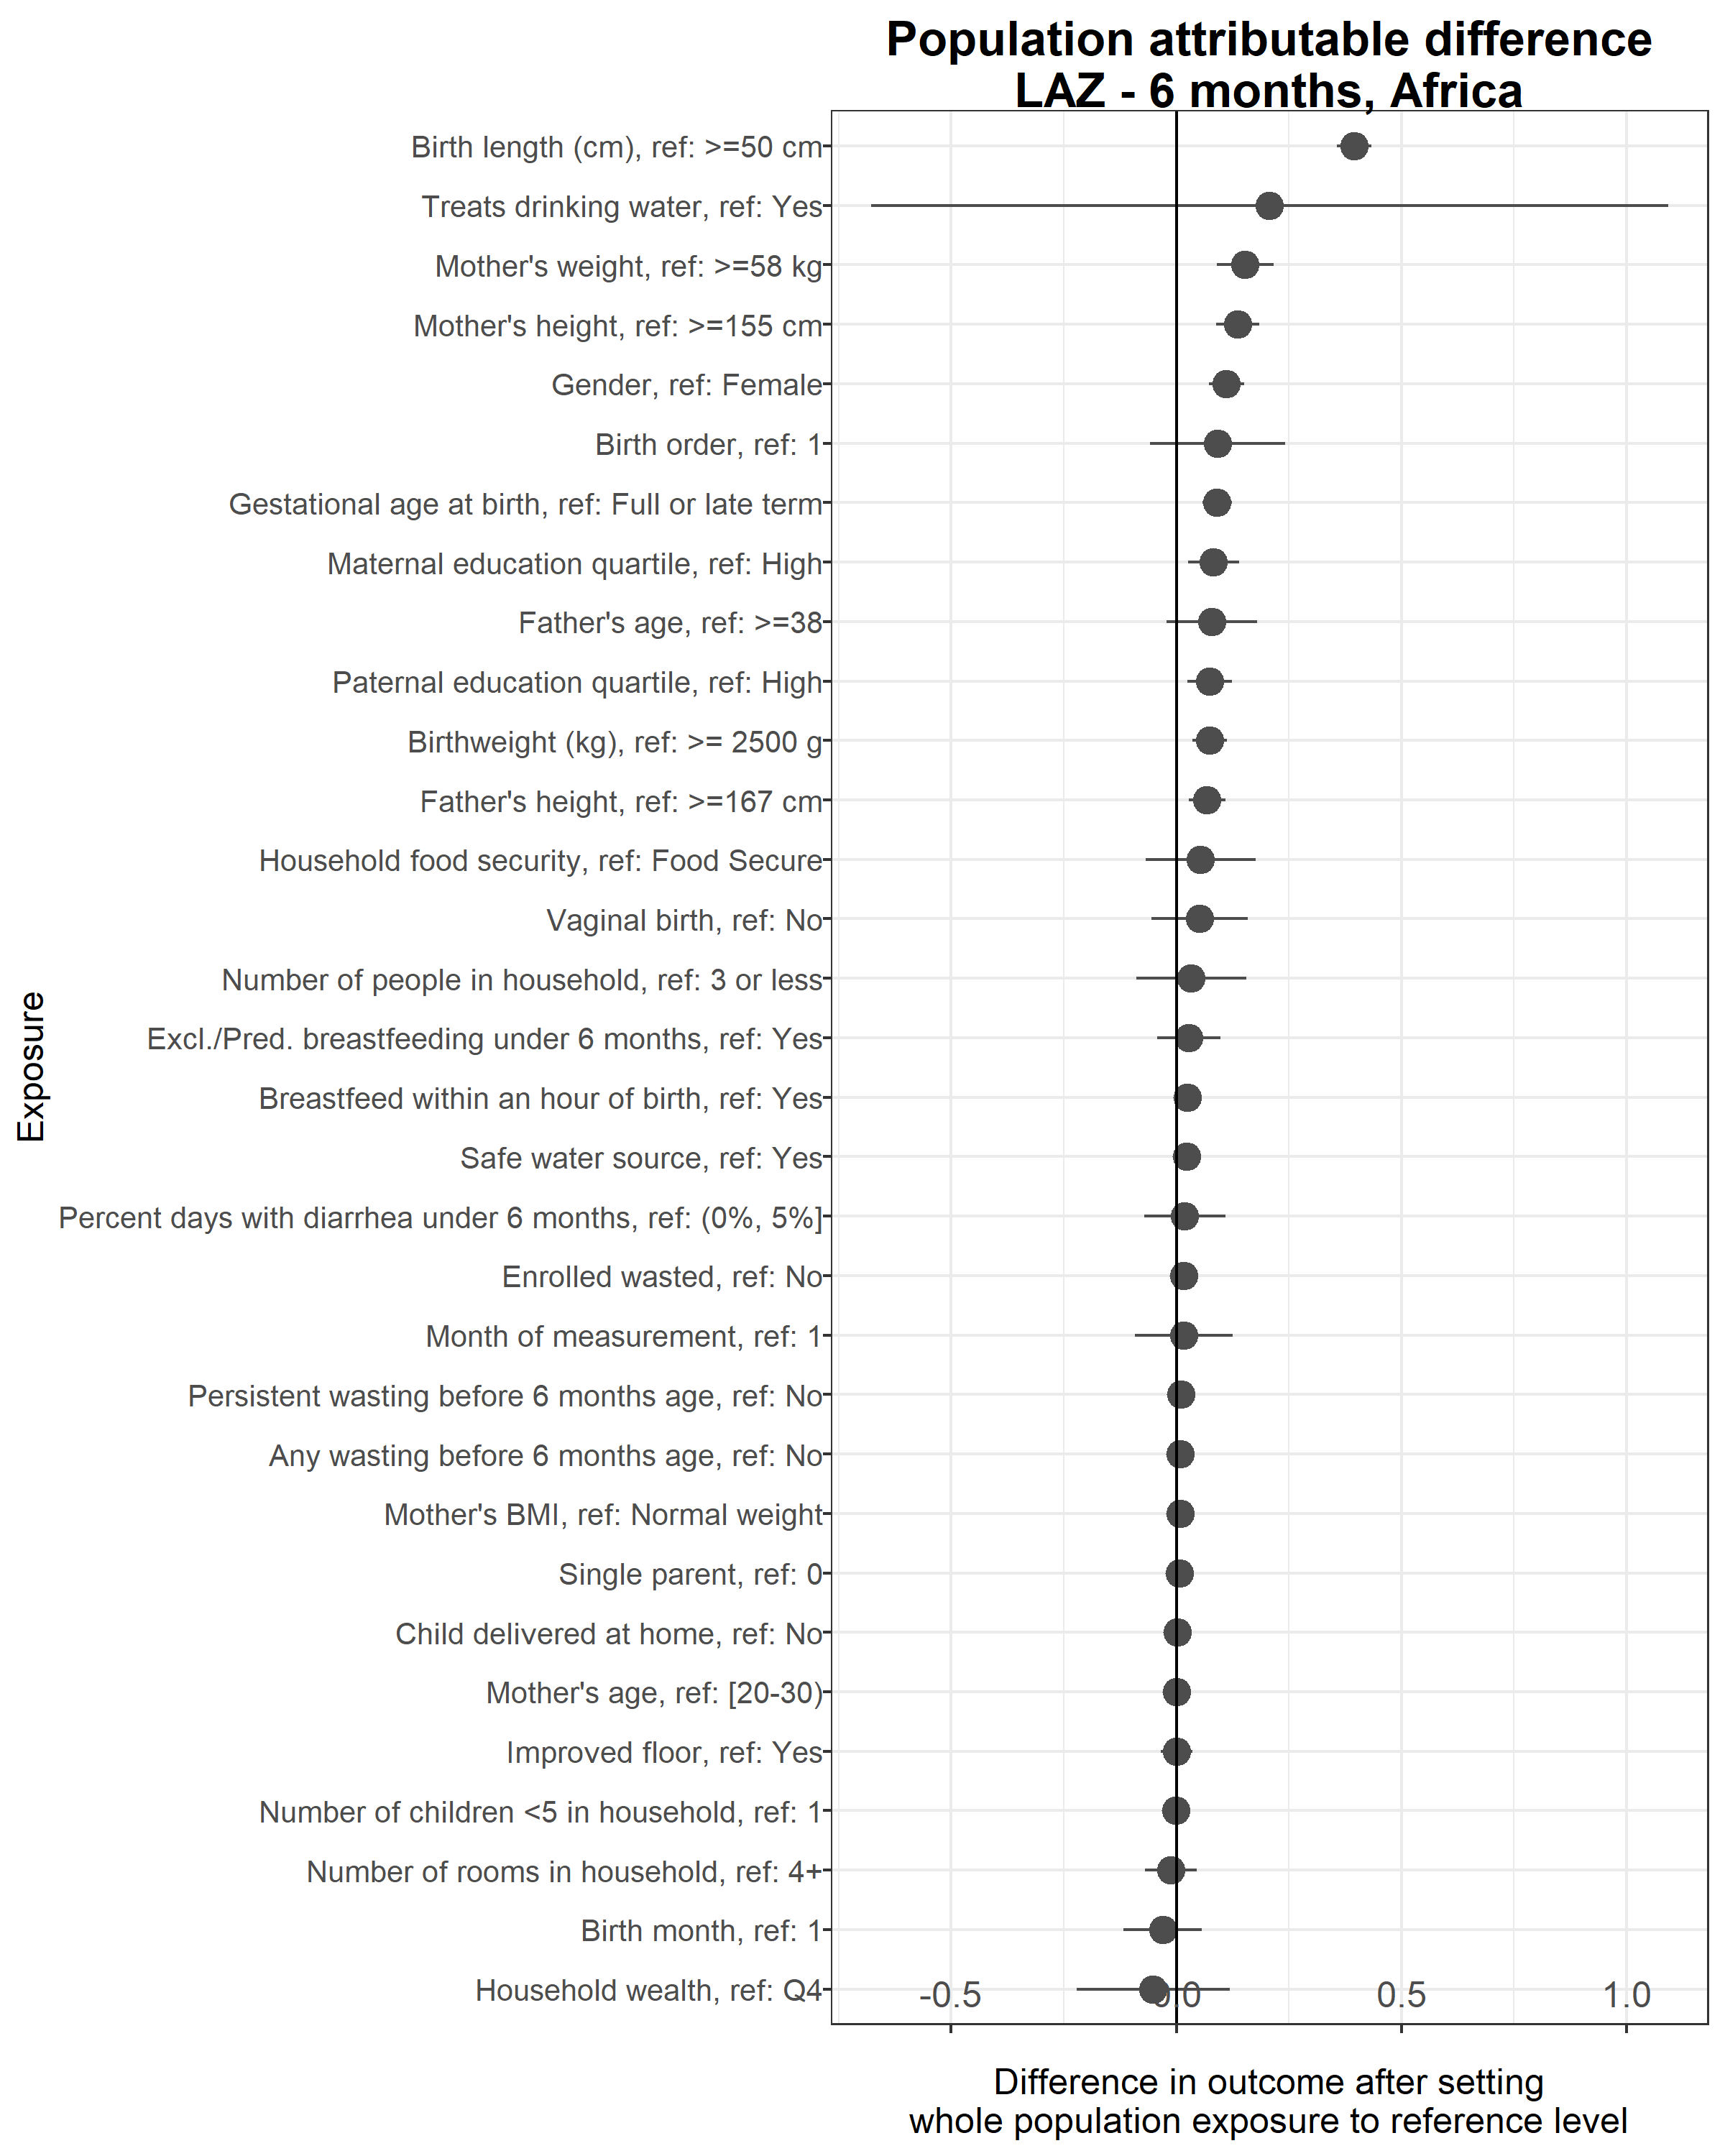 Population attributable difference
LAZ - 6 months, Africa
Birth length (cm), ref: >=50 cm
Treats drinking water, ref: Yes
Mother's weight, ref: >=58 kg
Mother's height, ref: >=155 cm
Gender, ref: Female
Birth order, ref: 1
Gestational age at birth, ref: Full or late term
Maternal education quartile, ref: High
Father's age, ref: >=38
Paternal education quartile, ref: High
Birthweight (kg), ref: >= 2500 g
Father's height, ref: >=167 cm
Household food security, ref: Food Secure
Vaginal birth, ref: No
Number of people in household, ref: 3 or less
Excl./Pred. breastfeeding under 6 months, ref: Yes
Breastfeed within an hour of birth, ref: Yes
Safe water source, ref: Yes
Percent days with diarrhea under 6 months, ref: (0%, 5%]
Enrolled wasted, ref: No
Month of measurement, ref: 1
Persistent wasting before 6 months age, ref: No
Any wasting before 6 months age, ref: No
Mother's BMI, ref: Normal weight
Single parent, ref: 0
Child delivered at home, ref: No
Mother's age, ref: [20-30)
Improved floor, ref: Yes
Number of children <5 in household, ref: 1
Number of rooms in household, ref: 4+
Birth month, ref: 1
Household wealth, ref: Q4
Exposure
-0.5 0.0 0.5 1.0
Difference in outcome after setting
whole population exposure to reference level